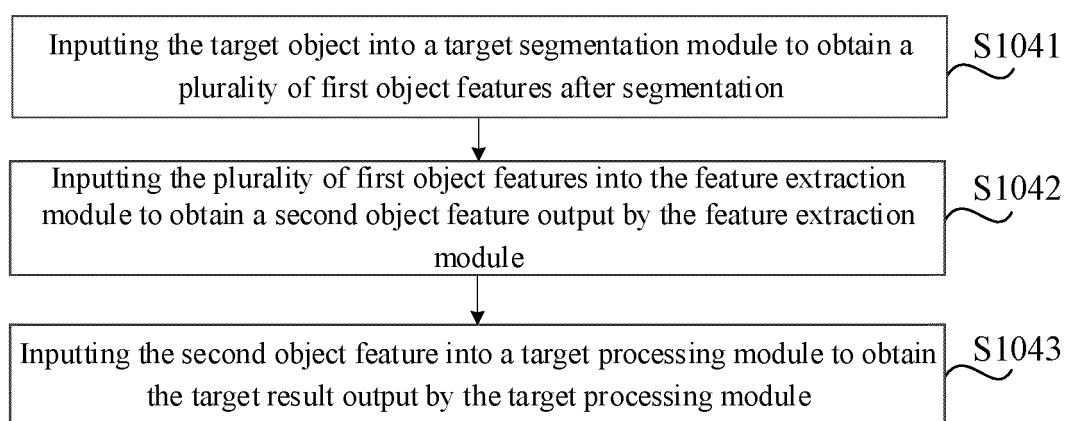 Inputting the target object into a target segmentation module to obtain a
plurality of first object features after segmentation
S1041
Inputting the plurality of first object features into the feature extraction
module to obtain a second object feature output by the feature extraction
module
S1042
Inputting the second object feature into a target processing module to obtain
the target result output by the target processing module
S1043